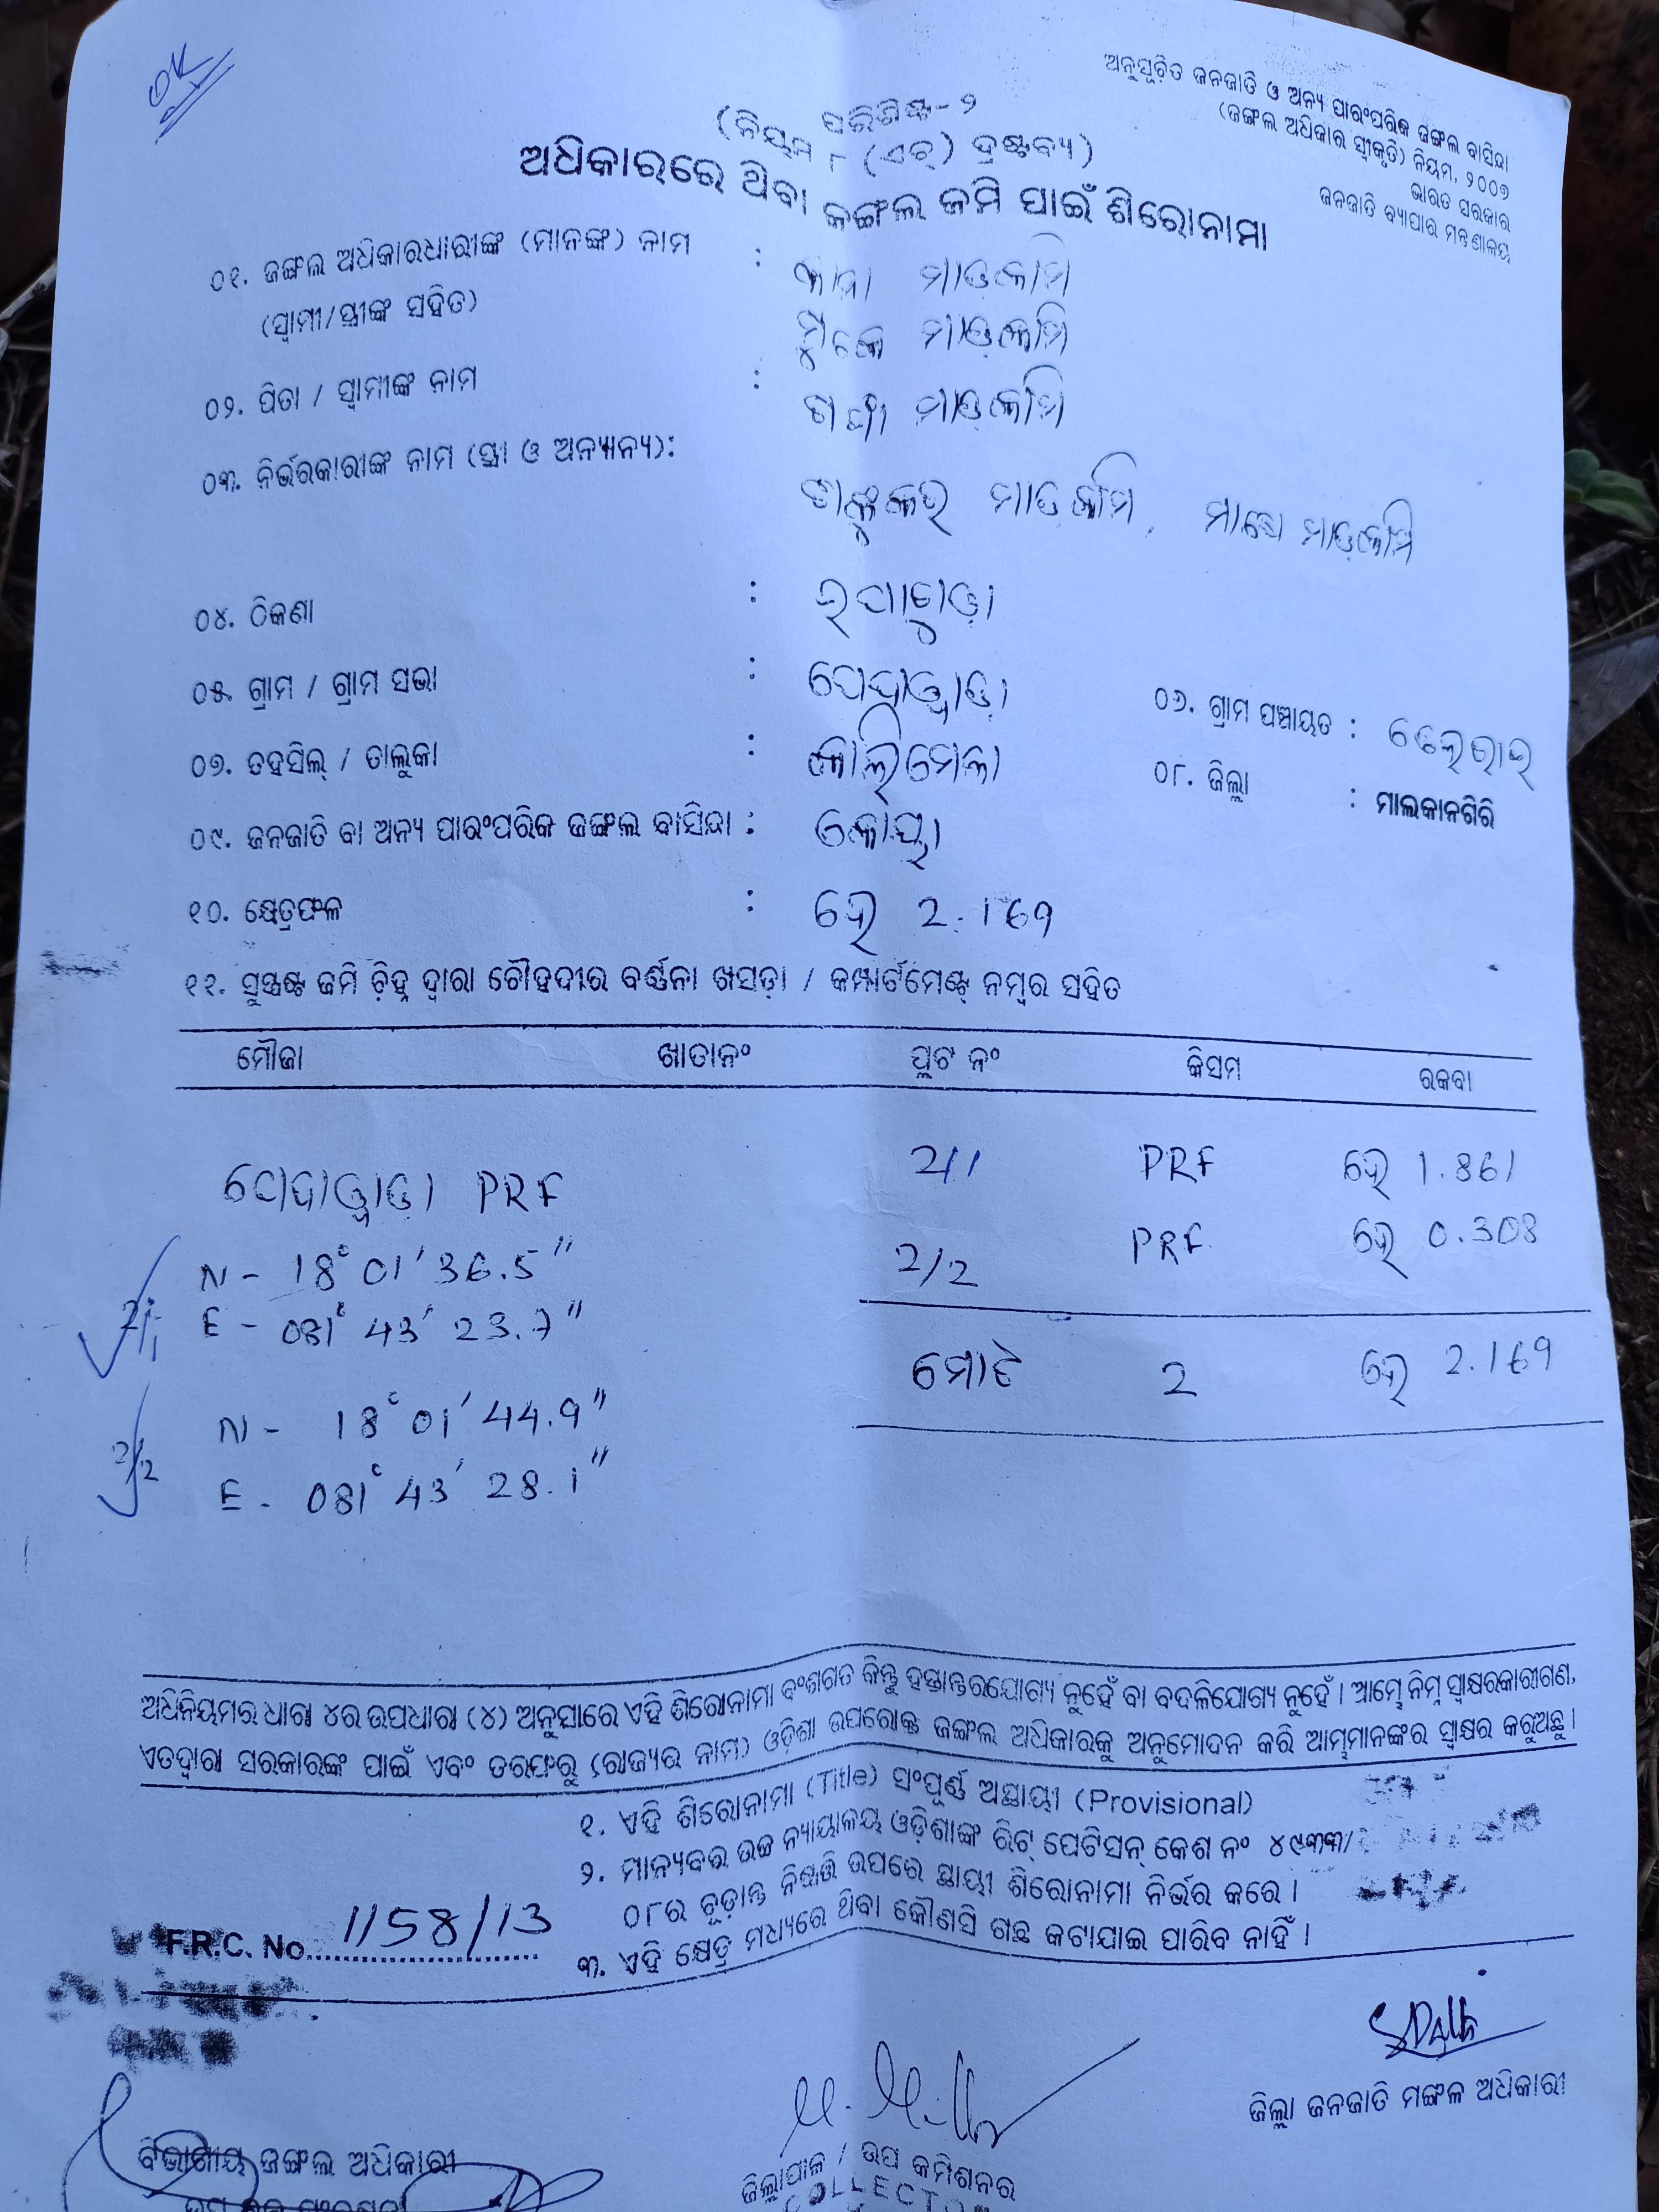 OK
ଅନୁସୂଚିତ ଜନଜାତି ଓ ଅନ୍ୟ ପାରଂପରିକ ଜଙ୍ଗଲ ବାସିନ୍ଦା
(ଜଙ୍ଗଲ ଅଧିକାର ସ୍ୱୀକୃତି) ନିୟମ, ୨୦୦୭
ଭାରତ ସରକାର
ଜନଜାତି ବ୍ୟାପାର ମନ୍ତ୍ରଣାଳୟ
ପରିଶିଷ୍ଟ - ୨
(ନିୟମ ୮ (ଏଚ୍) ଦ୍ରଷ୍ଟବ୍ୟ)
ଅଧିକାରରେ ଥିବା ଜଙ୍ଗଲ ଜମି ପାଇଁ ଶିରୋନାମା
୦୧. ଜଙ୍ଗଲ ଅଧିକାରଧାରୀଙ୍କ (ମାନଙ୍କ) ନାମ : ମାଡ଼କାମି
(ସ୍ୱାମୀ/ସ୍ତ୍ରୀଙ୍କ ସହିତ) ମାଡ଼କାମି
୦୨. ପିତା / ସ୍ୱାମୀଙ୍କ ନାମ : ମାଡ଼କାମି
୦୩. ନିର୍ଭରକାରୀଙ୍କ ନାମ (ସ୍ତ୍ରୀ ଓ ଅନ୍ୟାନ୍ୟ): ମାଡ଼କାମି, ମାଡ଼କାମି
୦୪. ଠିକଣା :
୦୫. ଗ୍ରାମ / ଗ୍ରାମ ସଭା : ପେଦାୱାଡା ୦୬. ଗ୍ରାମ ପଞ୍ଚାୟତ :
୦୭. ତହସିଲ୍ / ତାଲୁକା : କାଲିମେଳା ୦୮. ଜିଲ୍ଲା : ମାଲକାନଗିରି
୦୯. ଜନଜାତି ବା ଅନ୍ୟ ପାରଂପରିକ ଜଙ୍ଗଲ ବାସିନ୍ଦା : କୋୟା
୧୦. କ୍ଷେତ୍ରଫଳ : ହେ 2.169
୧୧. ସୁସ୍ପଷ୍ଟ ଜମି ଚିହ୍ନ ଦ୍ୱାରା ଚୌହଦୀର ବର୍ଣ୍ଣନା ଖସଡ଼ା / କମ୍ପାର୍ଟମେଣ୍ଟ ନମ୍ବର ସହିତ
ମୌଜା ଖାତାନଂ ପ୍ଲଟ ନଂ କିସମ ରକବା
ପେଦାୱାଡା PRF 2/1 PRF ହେ 1.861
2/1 N - 18° 01' 36.5" 2/2 PRF ହେ 0.308
E - 081° 43' 23.7"
ମୋଟ 2 ହେ 2.169
2/2 N - 18° 01' 44.9"
E - 081° 43' 28.1"
ଅଧିନିୟମର ଧାରା ୪ର ଉପଧାରା (୪) ଅନୁସାରେ ଏହି ଶିରୋନାମା ବଂଶଗତ କିନ୍ତୁ ହସ୍ତାନ୍ତରଯୋଗ୍ୟ ନୁହେଁ ବା ବଦଳିଯୋଗ୍ୟ ନୁହେଁ । ଆମ୍ଭେ ନିମ୍ନ ସ୍ୱାକ୍ଷରକାରୀଗଣ,
ଏତଦ୍ୱାରା ସରକାରଙ୍କ ପାଇଁ ଏବଂ ତରଫରୁ (ରାଜ୍ୟର ନାମ) ଓଡ଼ିଶା ଉପରୋକ୍ତ ଜଙ୍ଗଲ ଅଧିକାରକୁ ଅନୁମୋଦନ କରି ଆମ୍ଭମାନଙ୍କର ସ୍ୱାକ୍ଷର କରୁଅଛୁ ।
୧. ଏହି ଶିରୋନାମା (Title) ସଂପୂର୍ଣ୍ଣ ଅସ୍ଥାୟୀ (Provisional)
୨. ମାନ୍ୟବର ଉଚ୍ଚ ନ୍ୟାୟାଳୟ ଓଡ଼ିଶାଙ୍କ ରିଟ୍ ପେଟିସନ୍ କେଶ ନଂ ୪୯୩୩/
୦୮ର ଚୂଡ଼ାନ୍ତ ନିଷ୍ପତ୍ତି ଉପରେ ସ୍ଥାୟୀ ଶିରୋନାମା ନିର୍ଭର କରେ ।
F.R.C. No. 1158/13
୩. ଏହି କ୍ଷେତ୍ର ମଧ୍ୟରେ ଥିବା କୌଣସି ଗଛ କଟାଯାଇ ପାରିବ ନାହିଁ ।
ଜିଲ୍ଲା ଜନଜାତି ମଙ୍ଗଳ ଅଧିକାରୀ
ବିଭାଗୀୟ ଜଙ୍ଗଲ ଅଧିକାରୀ
ଜିଲ୍ଲାପାଳ / ଉପ କମିଶନର
COLLECTO